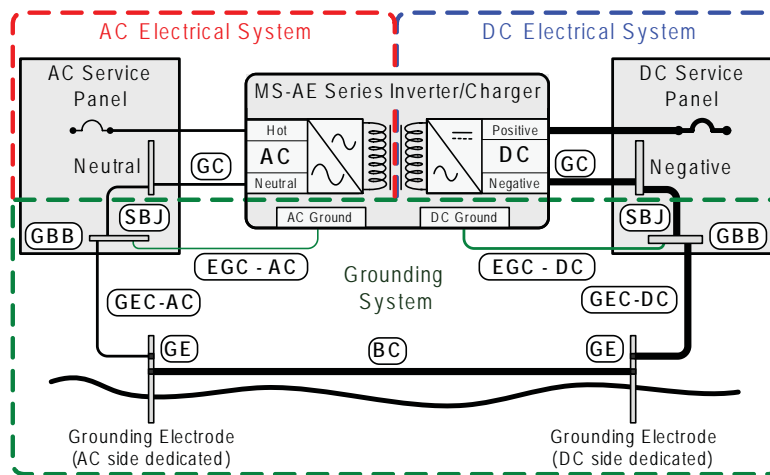 AC Electrical System
DC Electrical System
AC Service
Panel
MS-AE Series Inverter/Charger
DC Service
Panel
Hot
AC
Neutral
Positive
DC
Negative
Neutral
GC
GC
Negative
SBJ
SBJ
AC Ground
DC Ground
GBB
GBB
EGC - AC
EGC - DC
Grounding
System
GEC-AC
GEC-DC
GE
BC
GE
Grounding Electrode
(AC side dedicated)
Grounding Electrode
(DC side dedicated)